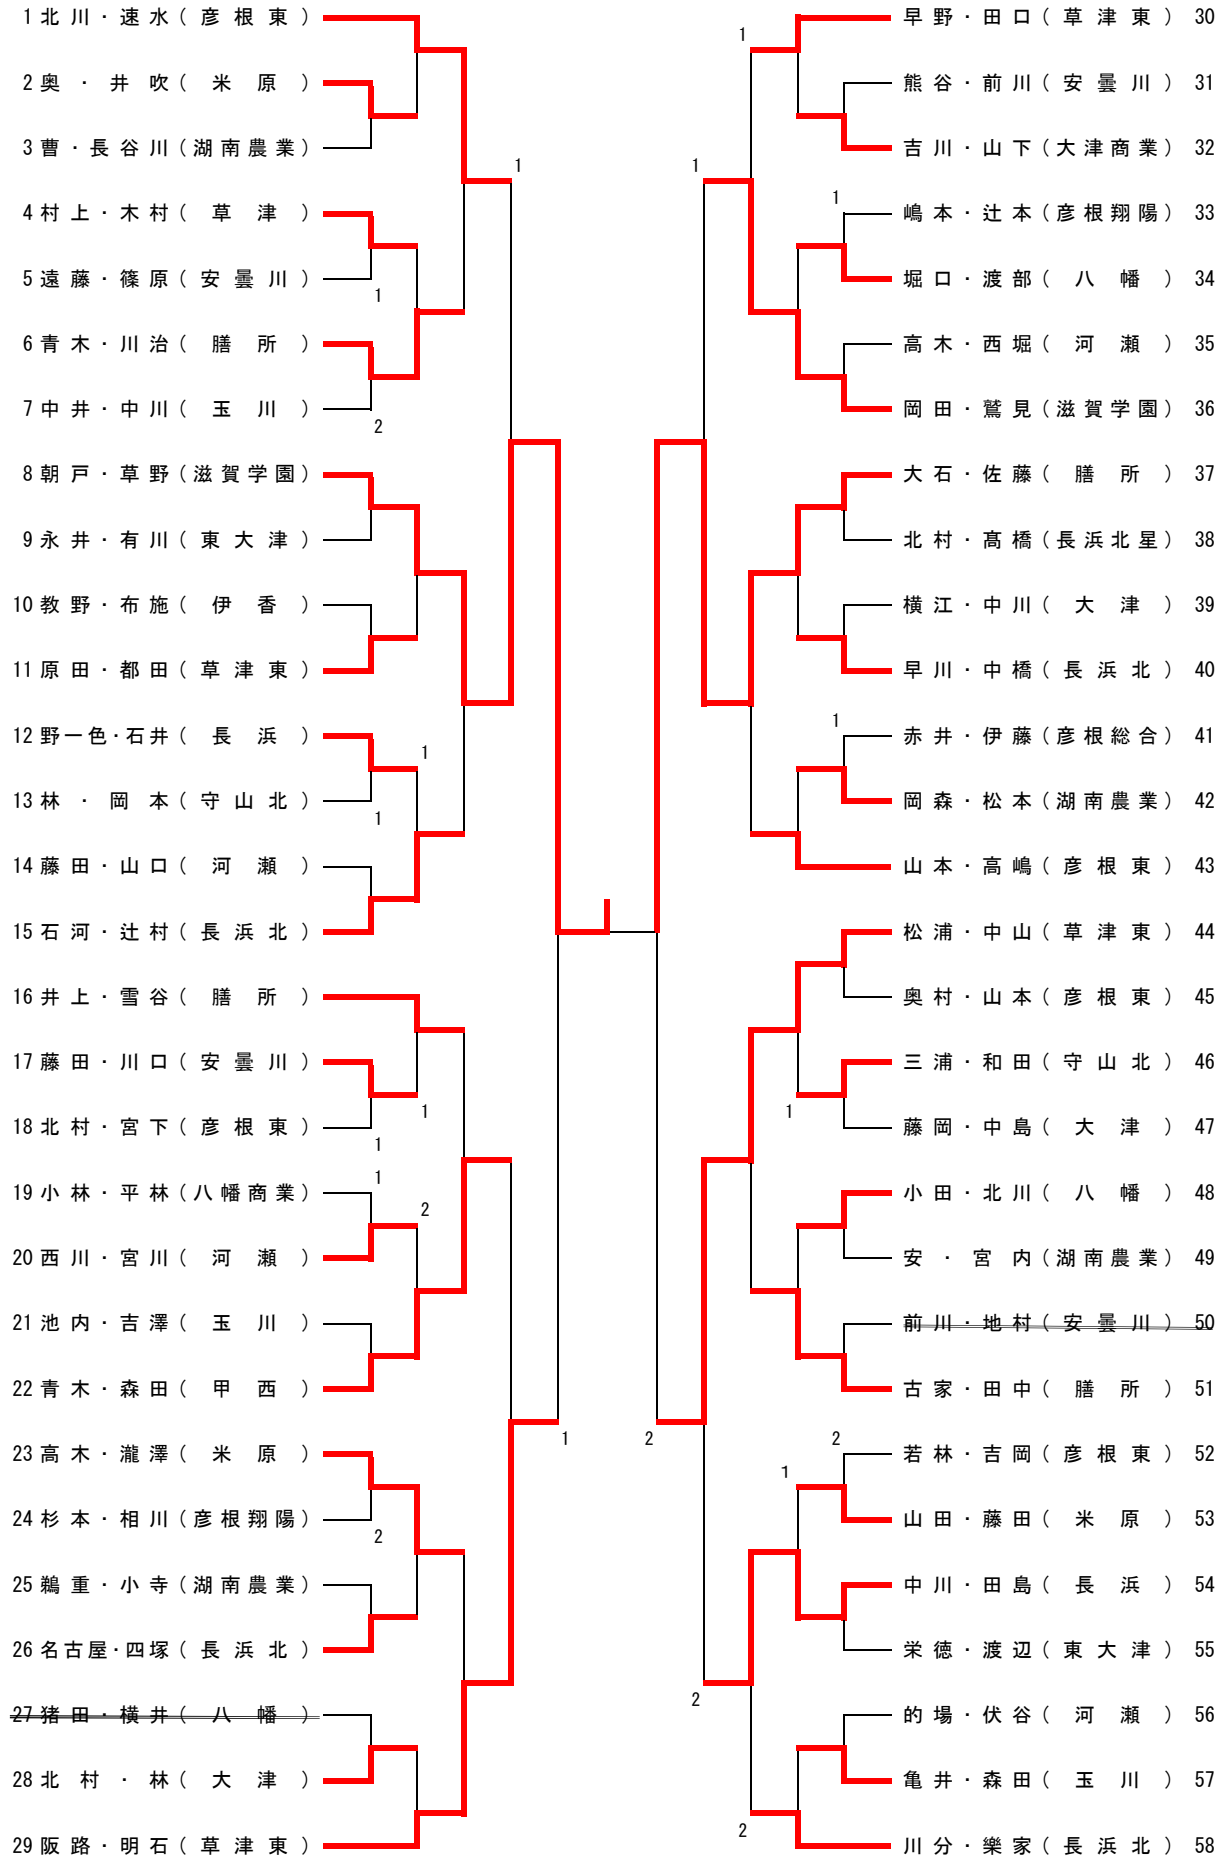 1 北川・速水(彦根東)
2 奥・井吹(米原)
3 曹・長谷川(湖南農業)
4 村上・木村(草津)
5 遠藤・篠原(安曇川)
1
6 青木・川治(膳所)
7 中井・中川(玉川)
2
8 朝戸・草野(滋賀学園)
9 永井・有川(東大津)
10 教野・布施(伊香)
11 原田・都田(草津東)
12 野一色・石井(長浜)
1
13 林・岡本(守山北)
1
14 藤田・山口(河瀬)
15 石河・辻村(長浜北)
16 井上・雪谷(膳所)
17 藤田・川口(安曇川)
1
18 北村・宮下(彦根東)
1
1
19 小林・平林(八幡商業)
2
20 西川・宮川(河瀬)
21 池内・吉澤(玉川)
22 青木・森田(甲西)
23 高木・瀧澤(米原)
24 杉本・相川(彦根翔陽)
2
25 鵜重・小寺(湖南農業)
26 名古屋・四塚(長浜北)
27 猪田・横井(八幡)
28 北村・林(大津)
29 阪路・明石(草津東)
1
1
1
2
2
早野・田口(草津東) 30
1
熊谷・前川(安曇川) 31
吉川・山下(大津商業) 32
1
嶋本・辻本(彦根翔陽) 33
堀口・渡部(八幡) 34
高木・西堀(河瀬) 35
岡田・鷲見(滋賀学園) 36
大石・佐藤(膳所) 37
北村・髙橋(長浜北星) 38
横江・中川(大津) 39
早川・中橋(長浜北) 40
1
赤井・伊藤(彦根総合) 41
岡森・松本(湖南農業) 42
山本・高嶋(彦根東) 43
松浦・中山(草津東) 44
奥村・山本(彦根東) 45
三浦・和田(守山北) 46
1
藤岡・中島(大津) 47
小田・北川(八幡) 48
安・宮内(湖南農業) 49
前川・地村(安曇川) 50
古家・田中(膳所) 51
2
若林・吉岡(彦根東) 52
1
山田・藤田(米原) 53
中川・田島(長浜) 54
栄徳・渡辺(東大津) 55
的場・伏谷(河瀬) 56
亀井・森田(玉川) 57
2
川分・樂家(長浜北) 58